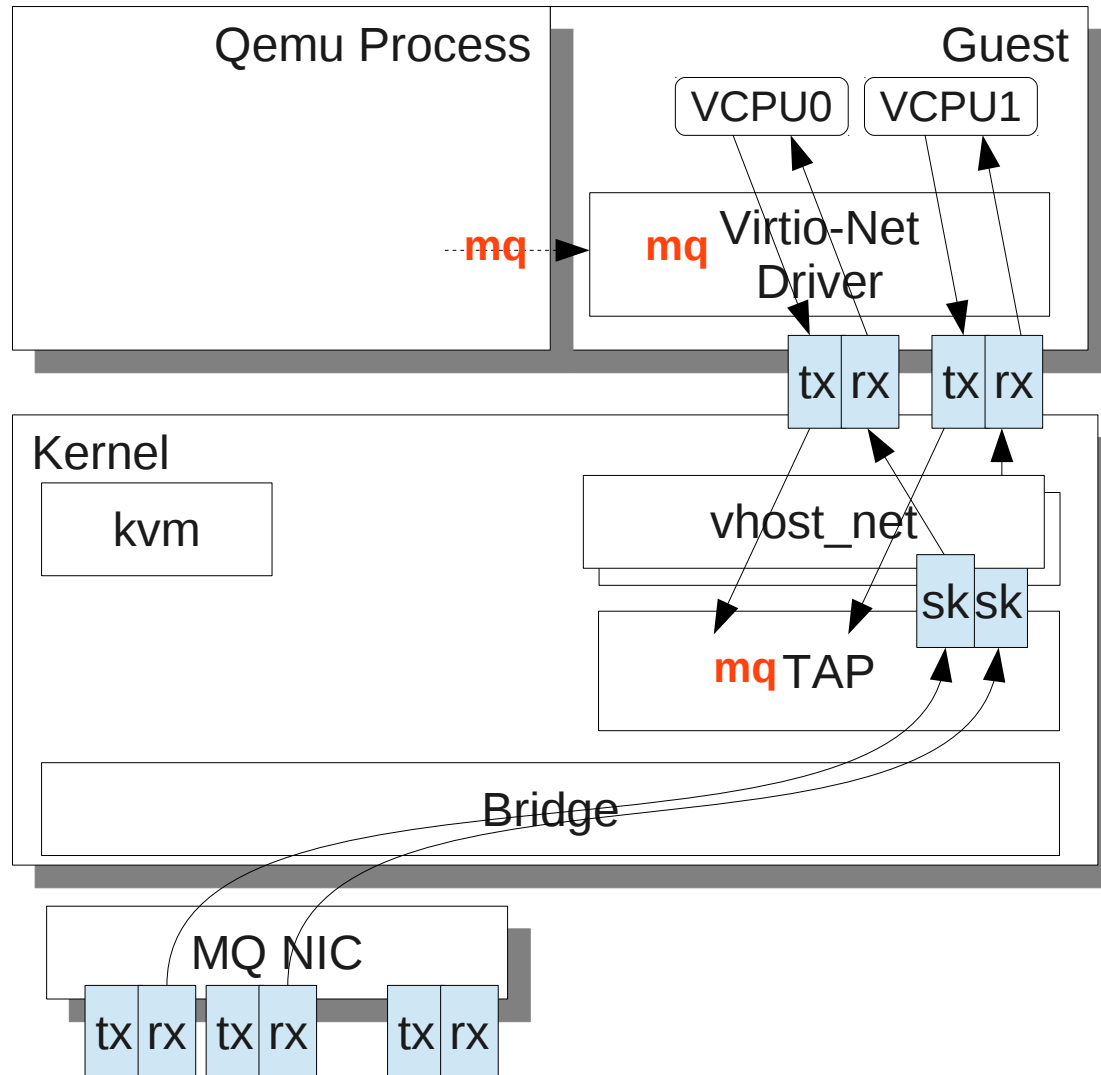 Qemu Process
Guest
VCPU0
VCPU1
mq
mq
Virtio-Net
Driver
tx rx
tx rx
Kernel
kvm
vhost_net
sk sk
mq TAP
Bridge
MQ NIC
tx rx tx rx tx rx